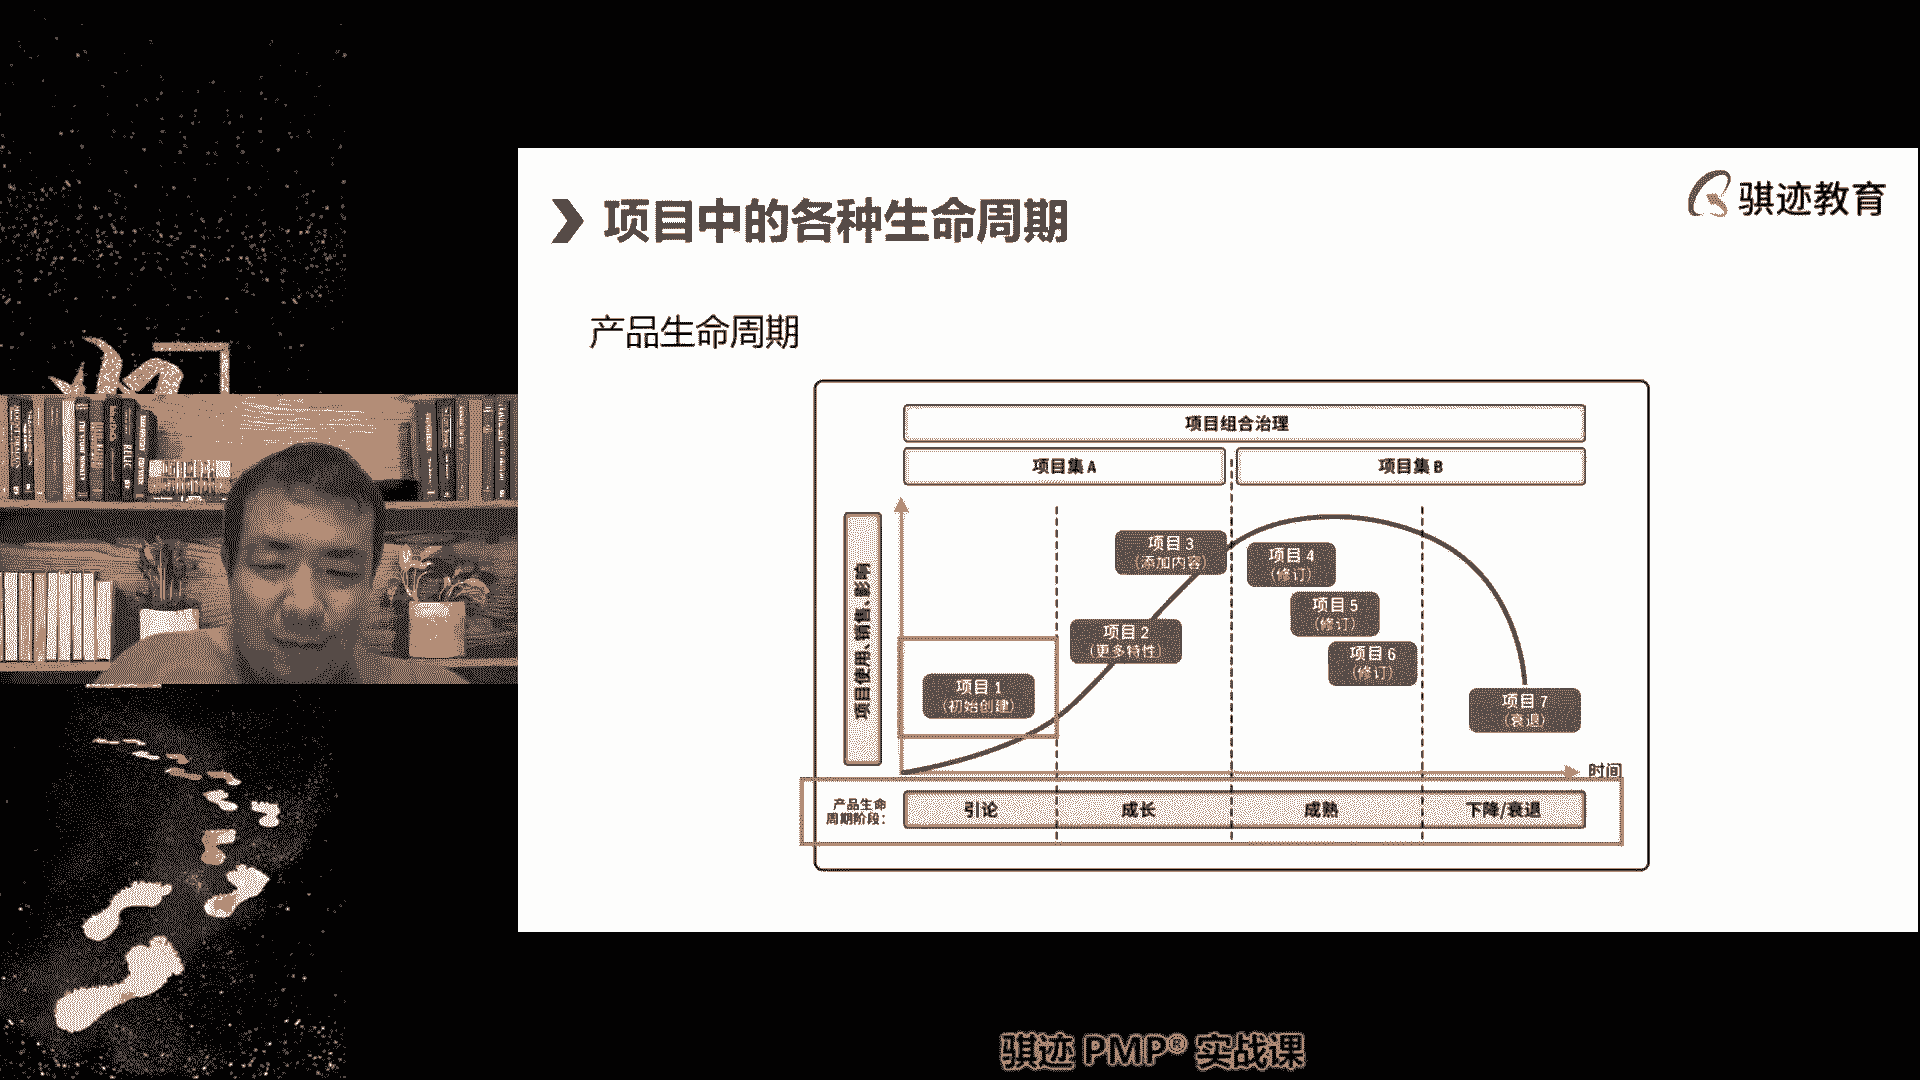 项目中的各种生命周期
骐迹教育
产品生命周期
项目组合治理
项目集 A
项目集 B
项目使用、销售、影响
项目 3
(添加内容)
项目 4
(修订)
项目 5
(修订)
项目 2
(更多特性)
项目 6
(修订)
项目 1
(初始创建)
项目 7
(衰退)
时间
产品生命
周期阶段：
引论
成长
成熟
下降/衰退
骐迹 PMP® 实战课